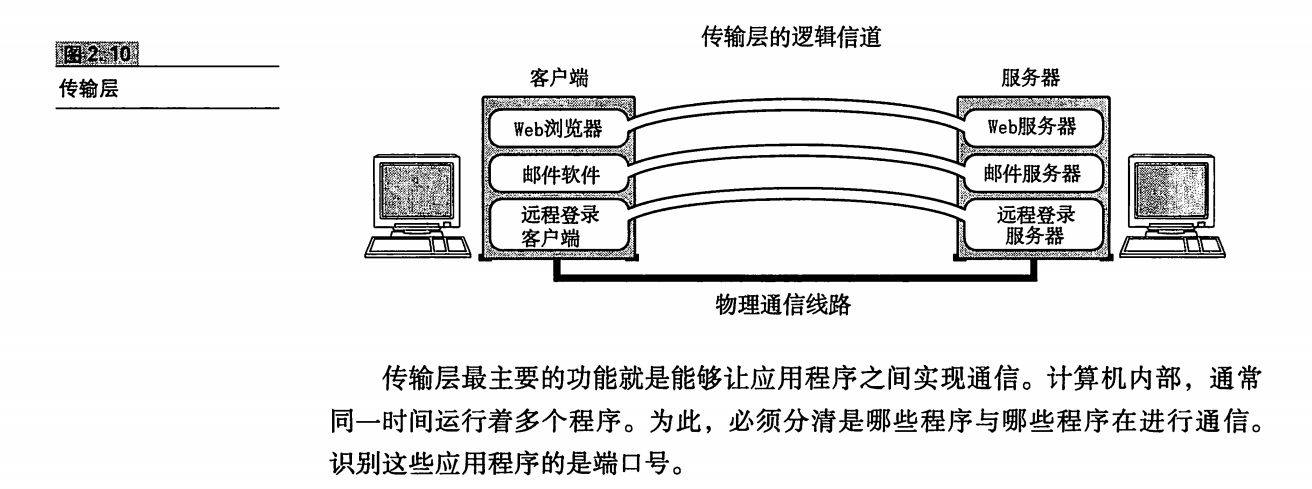 图2.10
传输层
传输层的逻辑信道
客户端
服务器
Web浏览器
Web服务器
邮件软件
邮件服务器
远程登录
客户端
远程登录
服务器
物理通信线路
传输层最主要的功能就是能够让应用程序之间实现通信。计算机内部，通常
同一时间运行着多个程序。为此，必须分清是哪些程序与哪些程序在进行通信。
识别这些应用程序的是端口号。